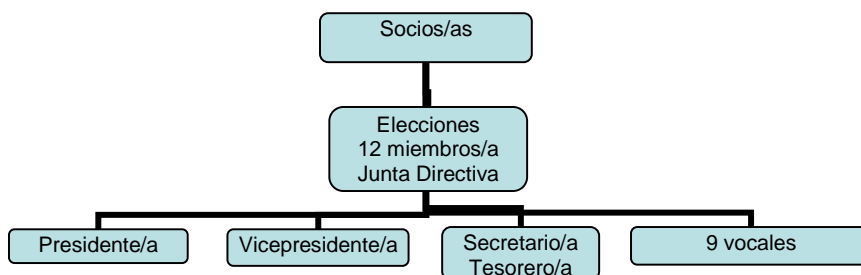 Socios/as
Elecciones
12 miembros/a
Junta Directiva
Presidente/a
Vicepresidente/a
Secretario/a
Tesorero/a
9 vocales